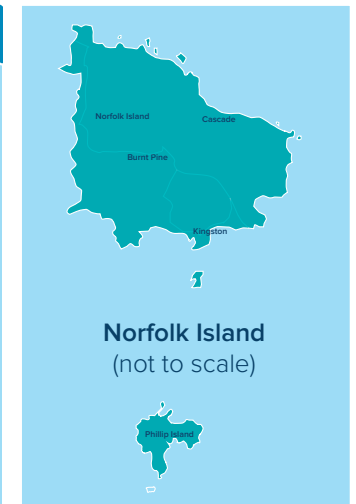 Norfolk Island
Cascade
Burnt Pine
Kingston
Norfolk Island
(not to scale)
Phillip Island